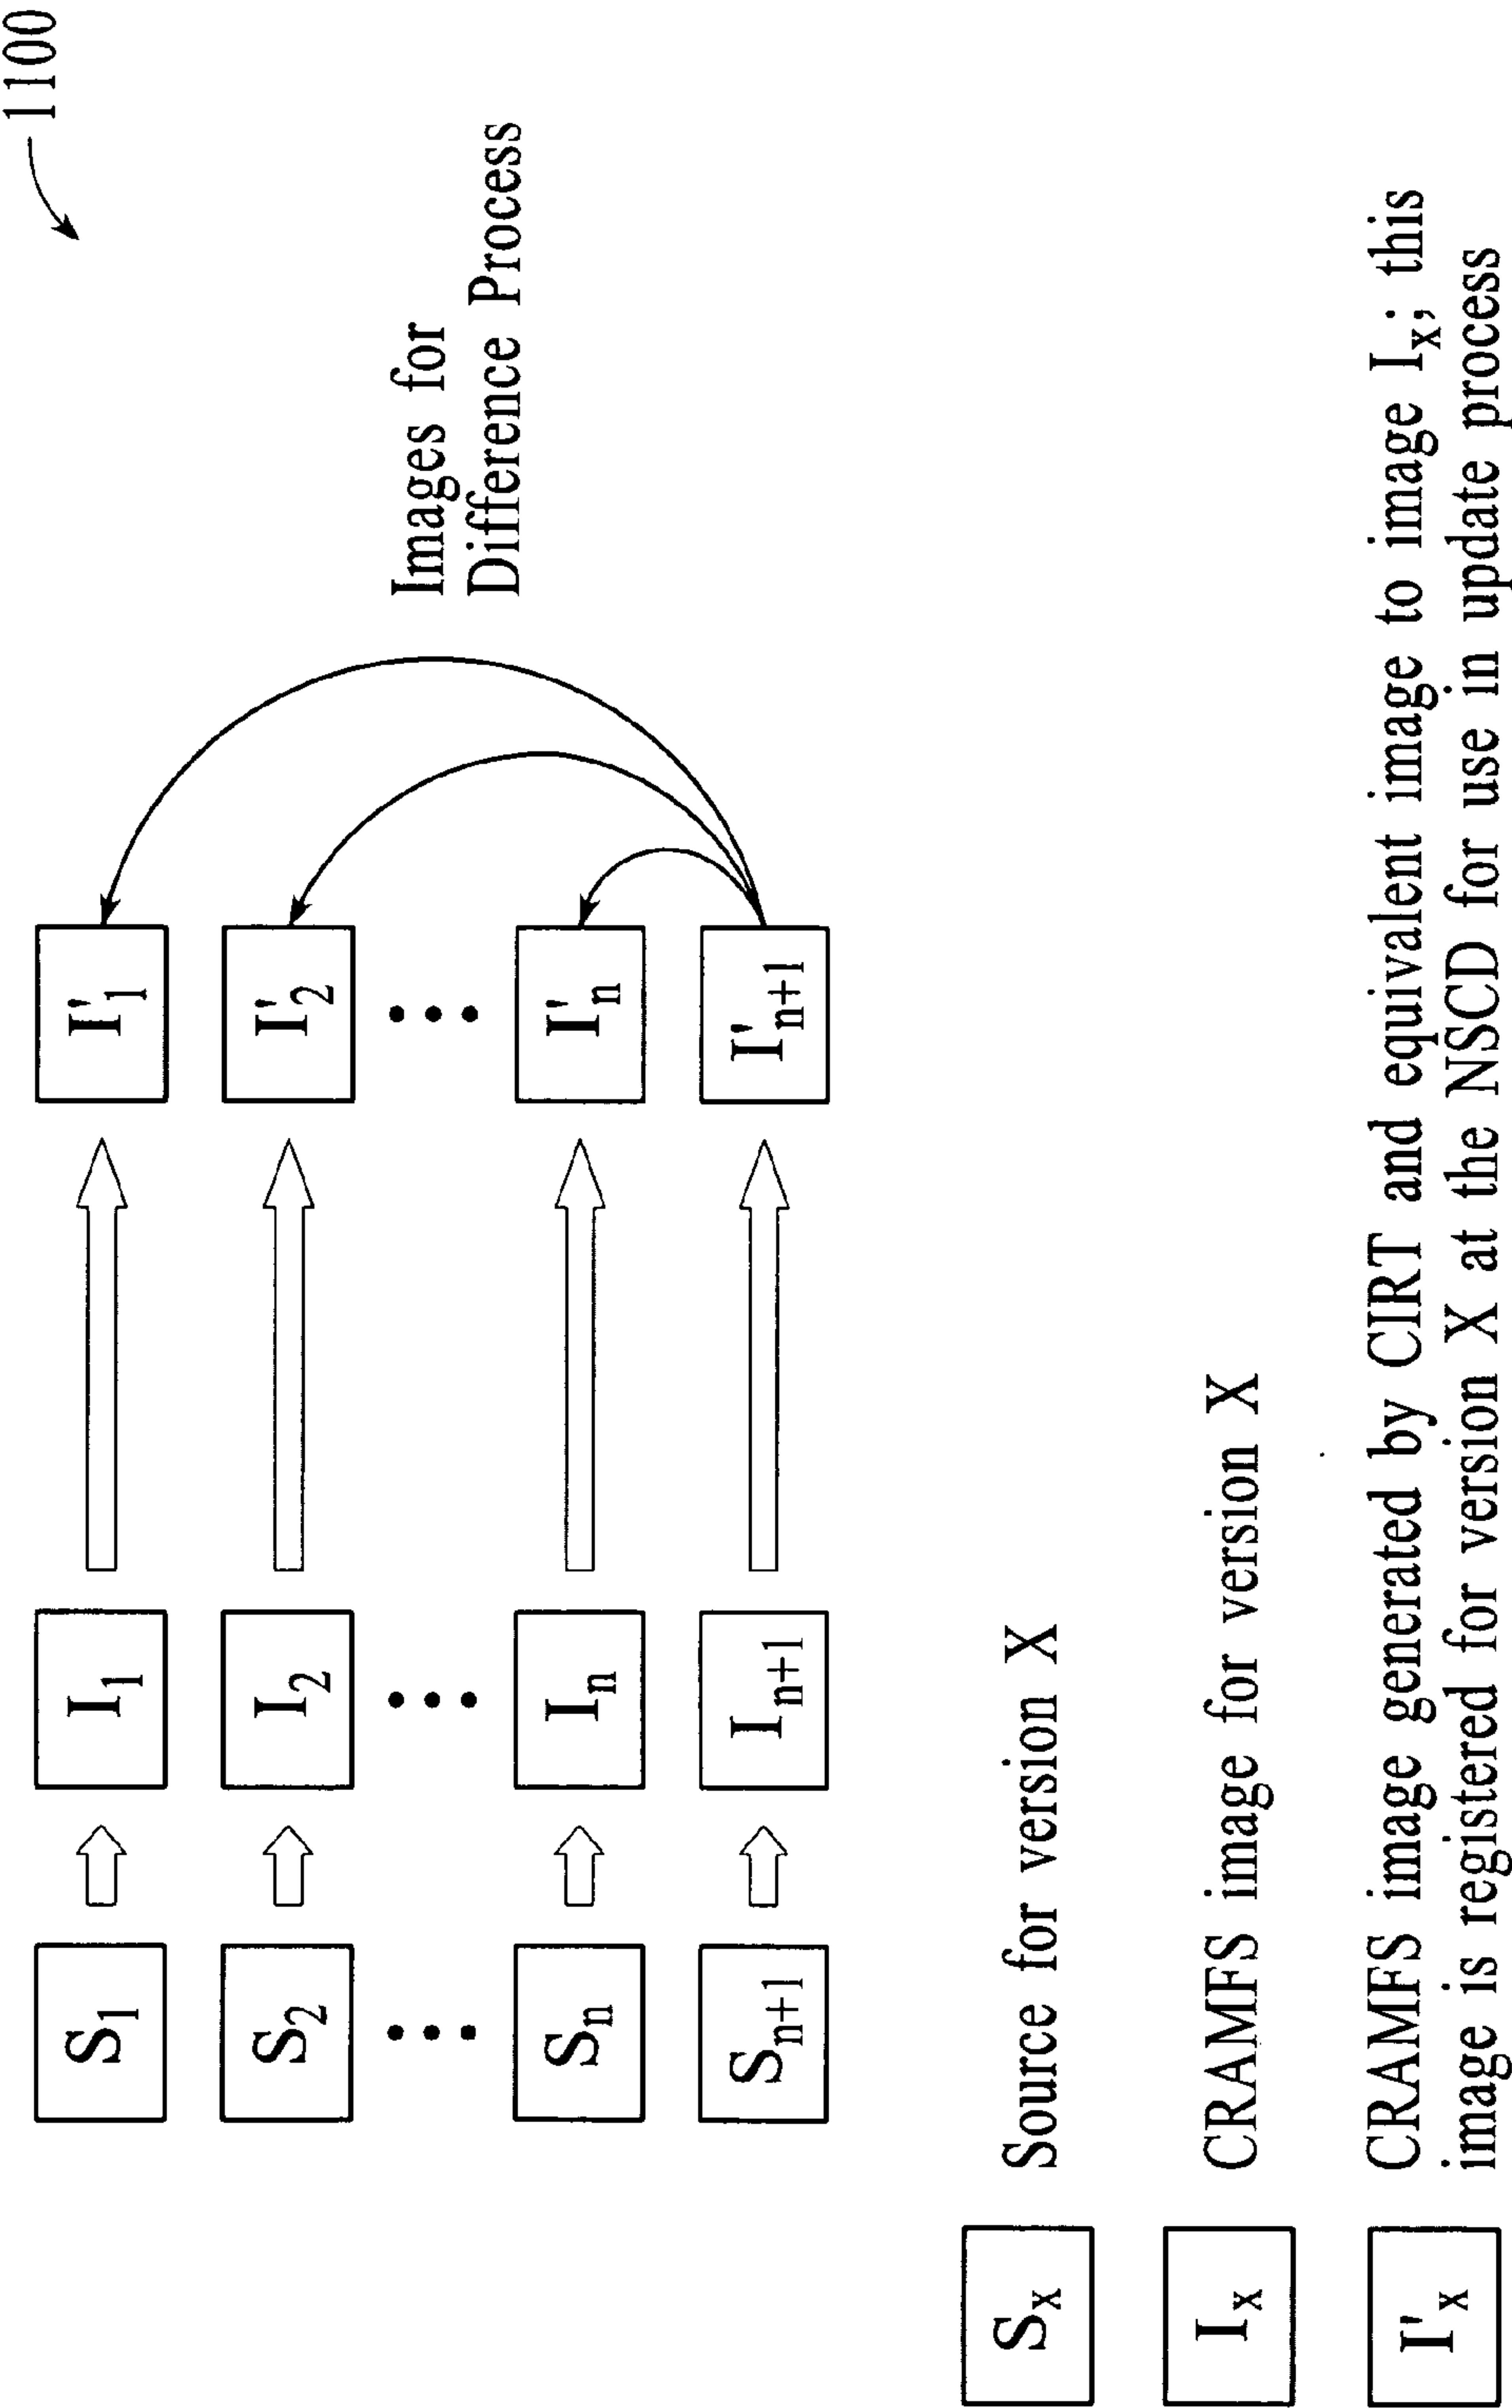 1100
S₁ I₁ I'₁
S₂ I₂ I'₂
Images for
Difference Process
Sₙ Iₙ I'ₙ
Sₙ₊₁ Iₙ₊₁ I'ₙ₊₁
Sₓ Source for version X
Iₓ CRAMFS image for version X
I'ₓ CRAMFS image generated by CIRT and equivalent image to image Iₓ; this
image is registered for version X at the NSCD for use in update process